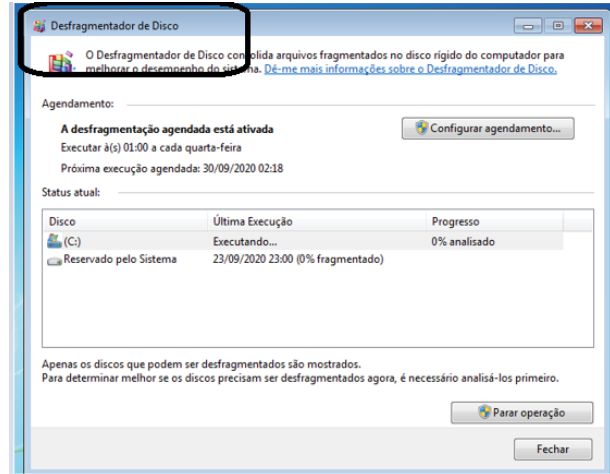 Desfragmentador de Disco
O Desfragmentador de Disco consolida arquivos fragmentados no disco rígido do computador para
melhorar o desempenho do sistema. Dê-me mais informações sobre o Desfragmentador de Disco.
Agendamento:
A desfragmentação agendada está ativada
Configurar agendamento...
Executar à(s) 01:00 a cada quarta-feira
Próxima execução agendada: 30/09/2020 02:18
Status atual:
Disco Última Execução Progresso
(C:) Executando... 0% analisado
Reservado pelo Sistema 23/09/2020 23:00 (0% fragmentado)
Apenas os discos que podem ser desfragmentados são mostrados.
Para determinar melhor se os discos precisam ser desfragmentados agora, é necessário analisá-los primeiro.
Parar operação
Fechar